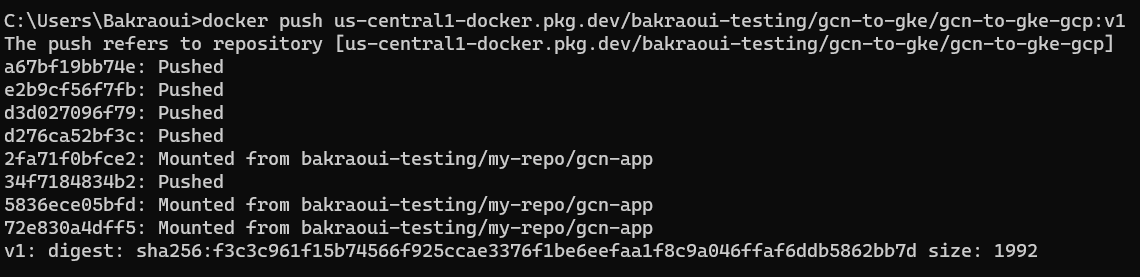 C:\Users\Bakraoui>docker push us-central1-docker.pkg.dev/bakraoui-testing/gcn-to-gke/gcn-to-gke-gcp:v1
The push refers to repository [us-central1-docker.pkg.dev/bakraoui-testing/gcn-to-gke/gcn-to-gke-gcp]
a67bf19bb74e: Pushed
e2b9cf56f7fb: Pushed
d3d027096f79: Pushed
d276ca52bf3c: Pushed
2fa71f0bfce2: Mounted from bakraoui-testing/my-repo/gcn-app
34f7184834b2: Pushed
5836ece05bfd: Mounted from bakraoui-testing/my-repo/gcn-app
72e830a4dff5: Mounted from bakraoui-testing/my-repo/gcn-app
v1: digest: sha256:f3c3c961f15b74566f925ccae3376f1be6eefaa1f8c9a046ffaf6ddb5862bb7d size: 1992